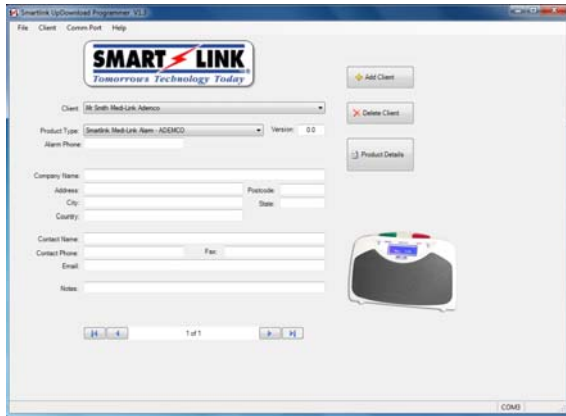 Smartlink UpDownload Programmer V1.3
File Client Comm Port Help
SMART LINK
Tomorrows Technology Today
Add Client
Client: Mr Smith Medi-Link Ademco
Delete Client
Product Type: Smartlink Medi-Link Alarm - ADEMCO Version: 0.0
Alarm Phone:
Product Details
Company Name:
Address: Postcode:
City: State:
Country:
Contact Name:
Contact Phone: Fax:
Email:
Notes:
1 of 1
COM3